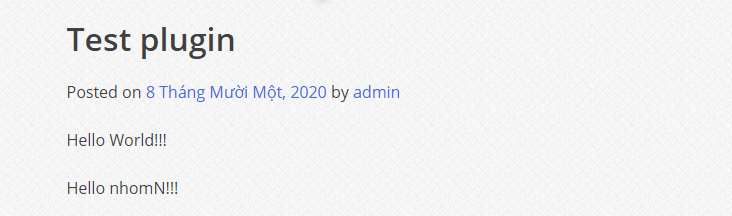 Test plugin
Posted on 8 Tháng Mười Một, 2020 by admin
Hello World!!!
Hello nhomN!!!